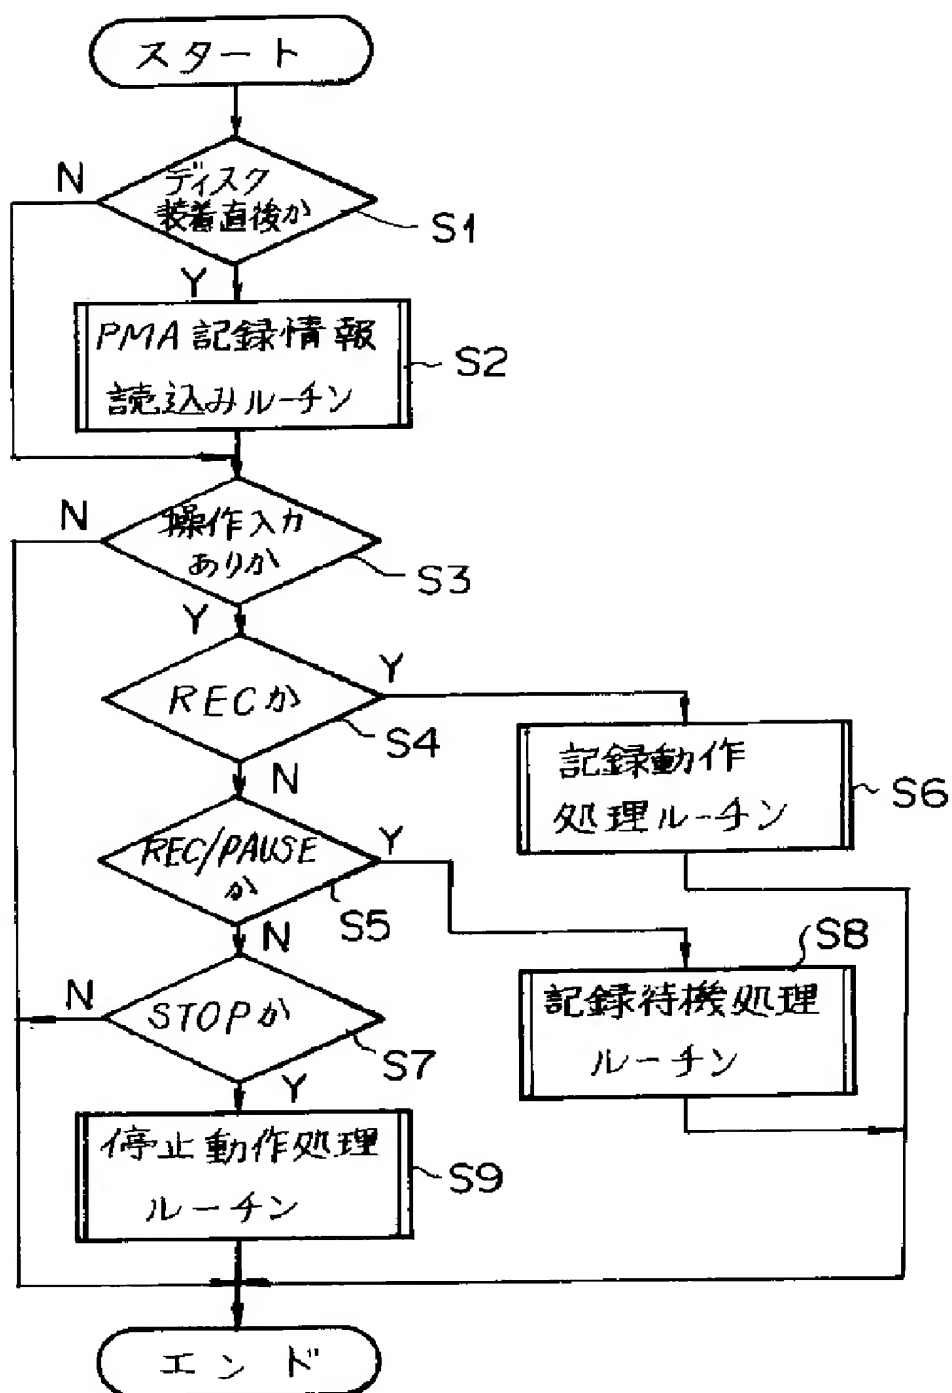 スタート
N
ディスク
装着直後か
S1
Y
PMA記録情報
読込みルーチン
S2
N
操作入力
ありか
S3
Y
RECか
Y
S4
N
記録動作
処理ルーチン
S6
REC/PAUSE
か
Y
S5
N
S8
記録待機処理
ルーチン
N
STOPか
S7
Y
停止動作処理
ルーチン
S9
エンド